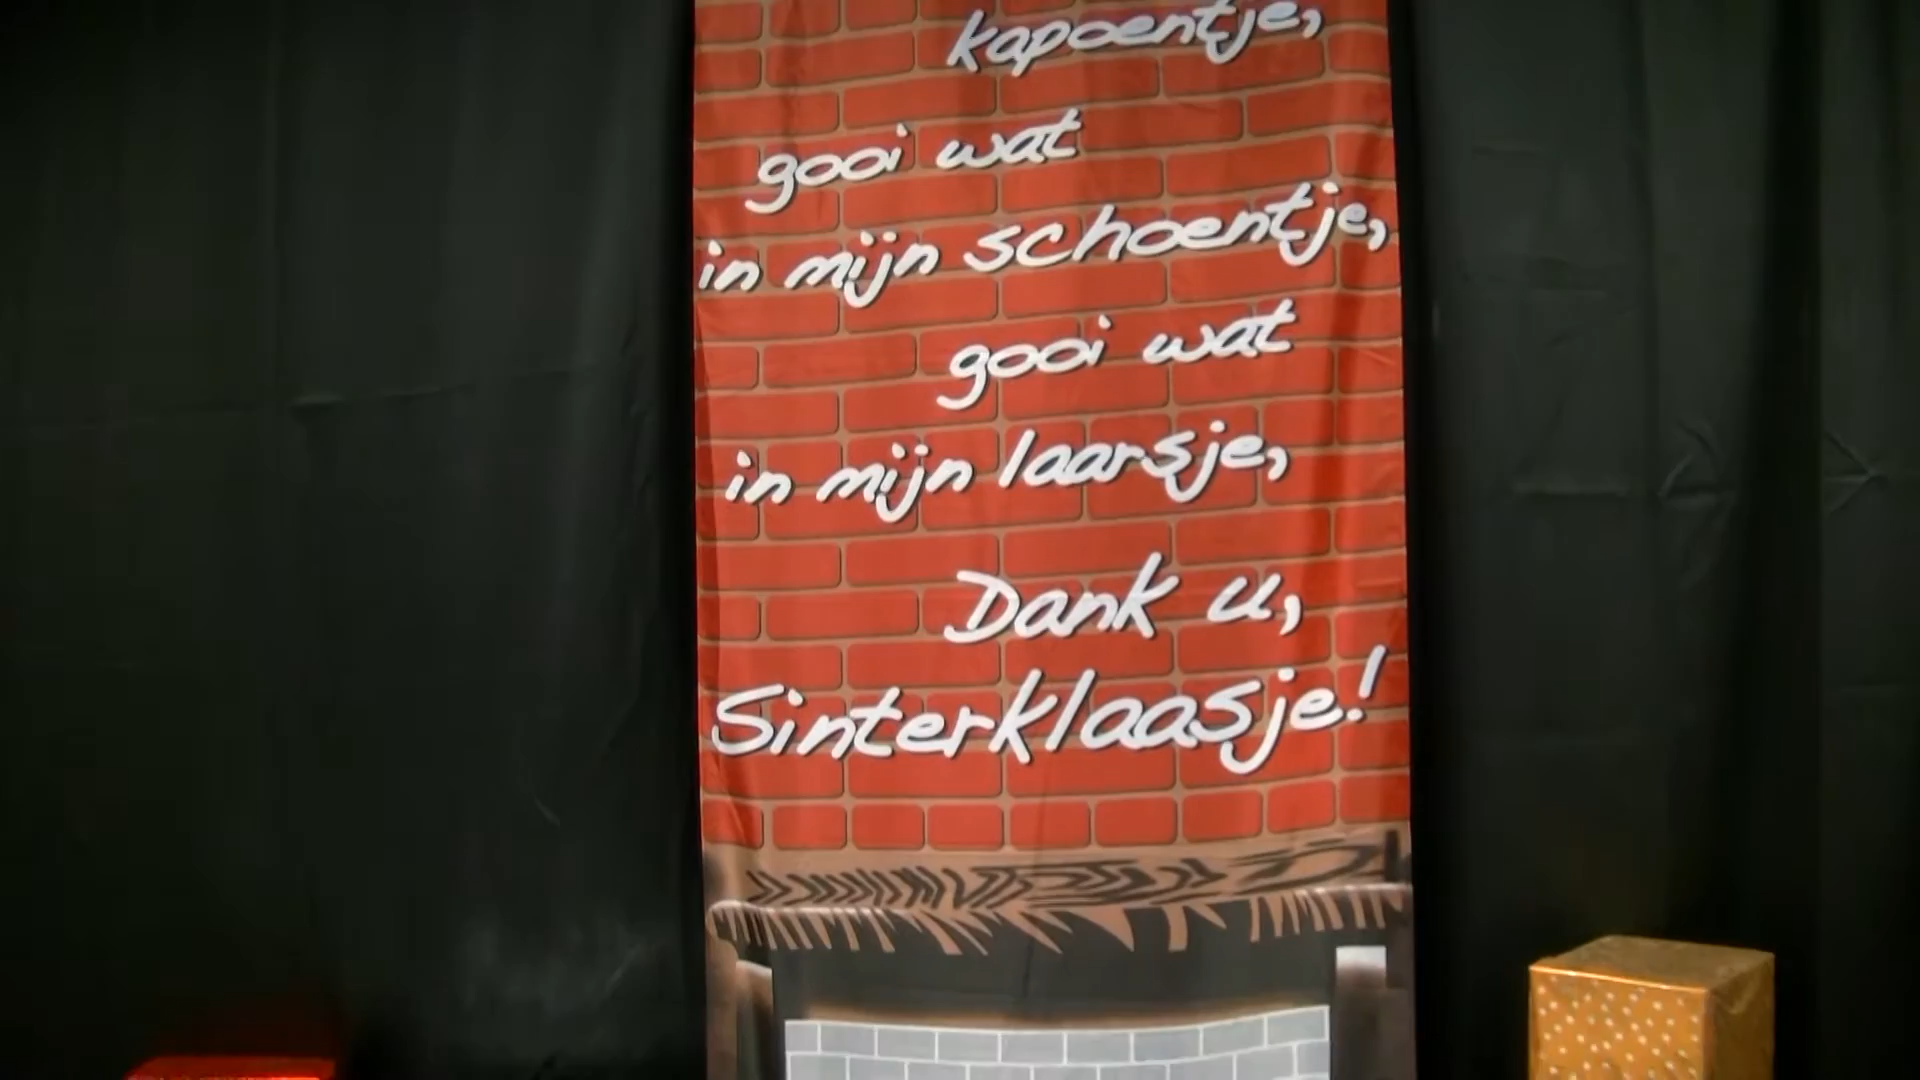 kapoentje,
gooi wat
in mijn schoentje,
gooi wat
in mijn laarsje,
Dank u,
Sinterklaasje!